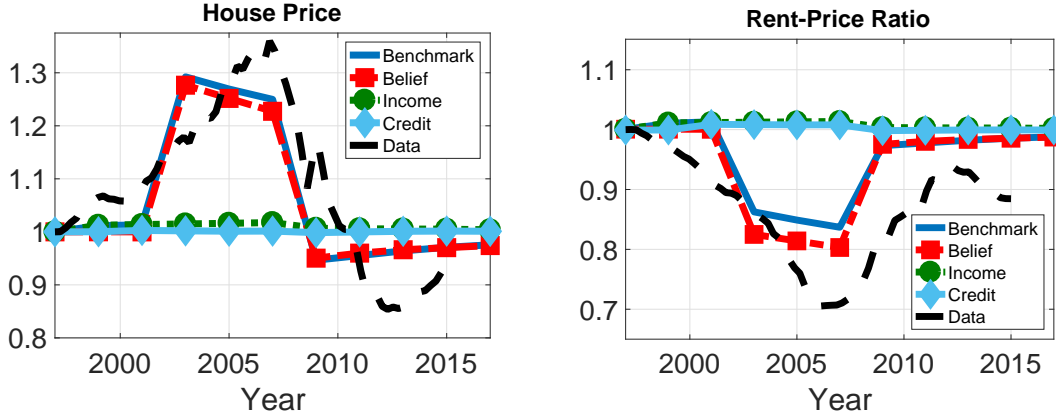 House Price
1.3
1.2
1.1
1
0.9
0.8
2000 2005 2010 2015
Year
Benchmark
Belief
Income
Credit
Data
Rent-Price Ratio
1.1
1
0.9
0.8
0.7
2000 2005 2010 2015
Year
Benchmark
Belief
Income
Credit
Data